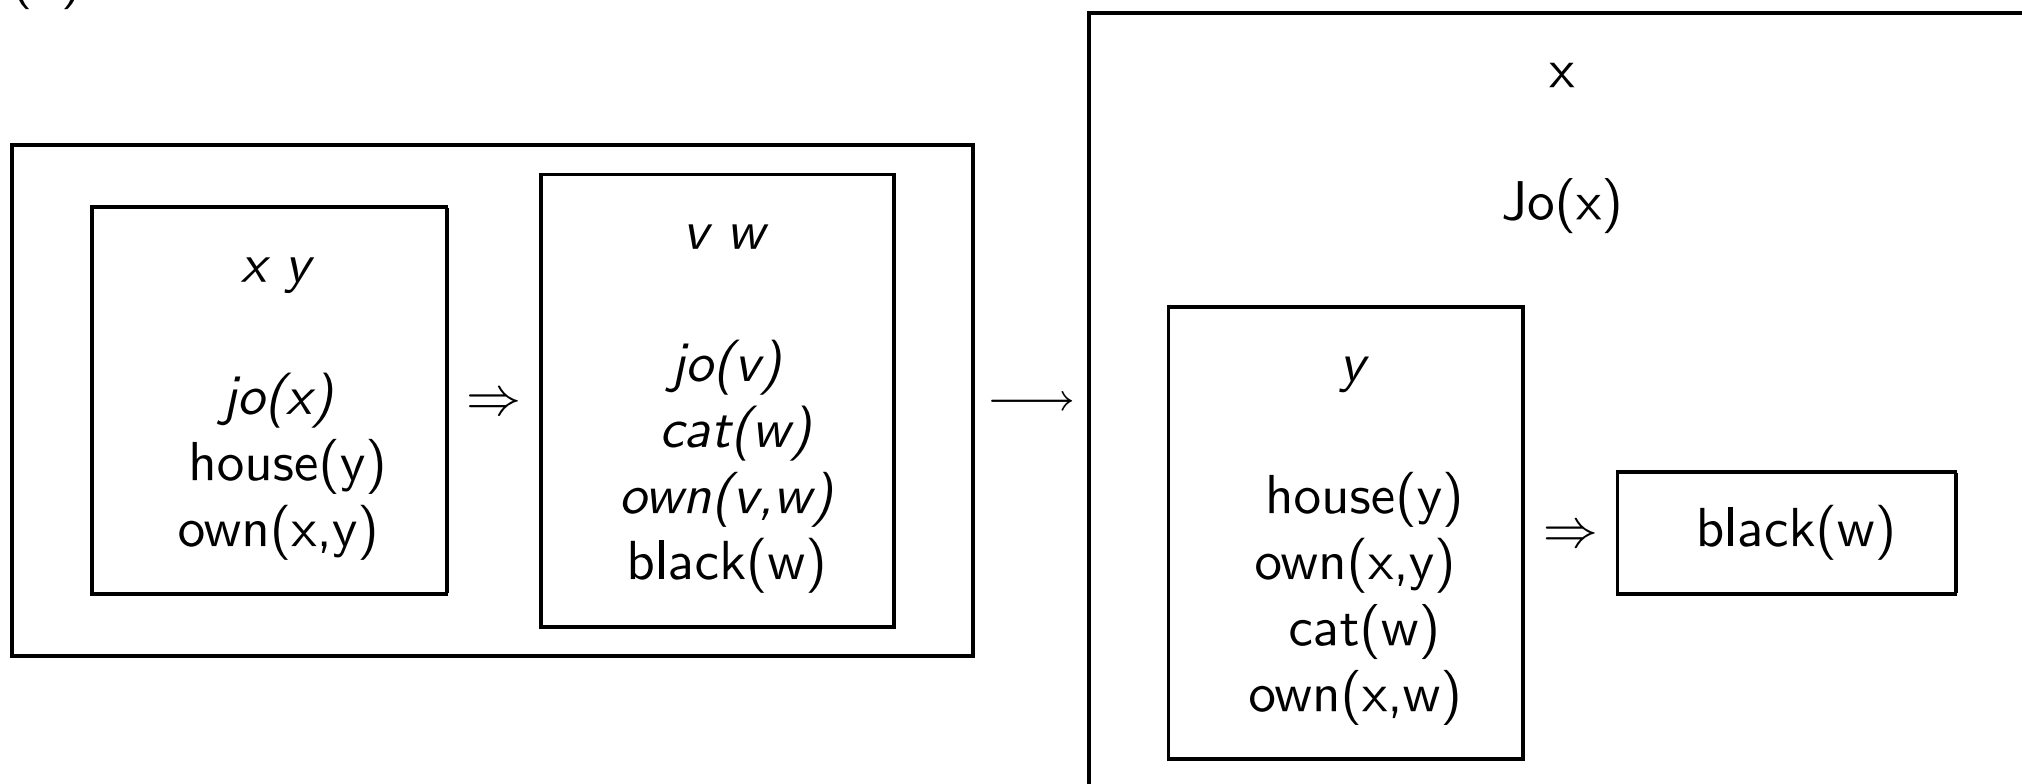 x y
jo(x)
house(y)
own(x,y)
⇒
v w
jo(v)
cat(w)
own(v,w)
black(w)
⟶
x
Jo(x)
y
house(y)
own(x,y)
cat(w)
own(x,w)
⇒
black(w)